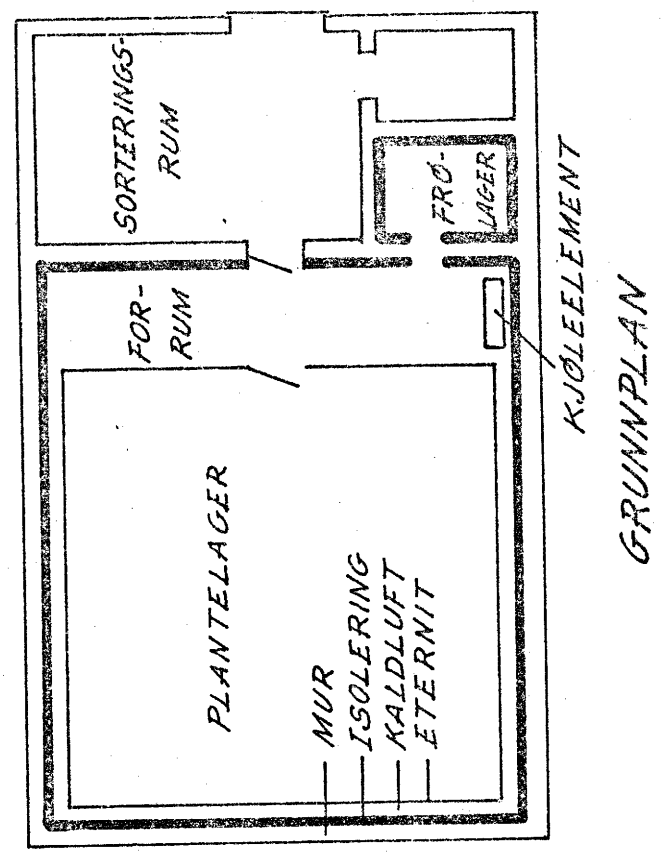 SORTERINGS-
RUM
FRØ-
LAGER
FOR-
RUM
PLANTELAGER
MUR
ISOLERING
KALDLUFT
ETERNIT
KJØLEELEMENT
GRUNNPLAN